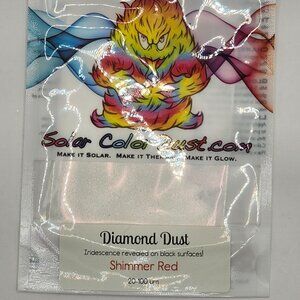 Solar Color Dust.com
MAKE IT SOLAR. MAKE IT THERMAL. MAKE IT GLOW.
Diamond Dust
Iridescence revealed on black surfaces!
Shimmer Red
20-100 um